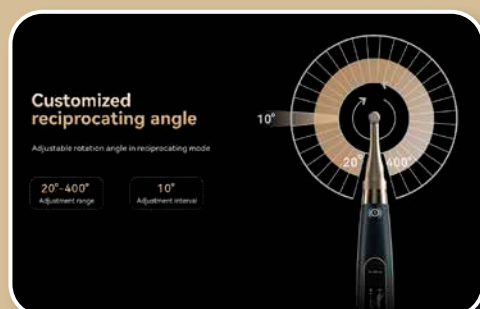 Customized
reciprocating angle
Adjustable rotation angle in reciprocating mode
20°-400°
Adjustment range
10°
Adjustment interval
10°
20° 400°